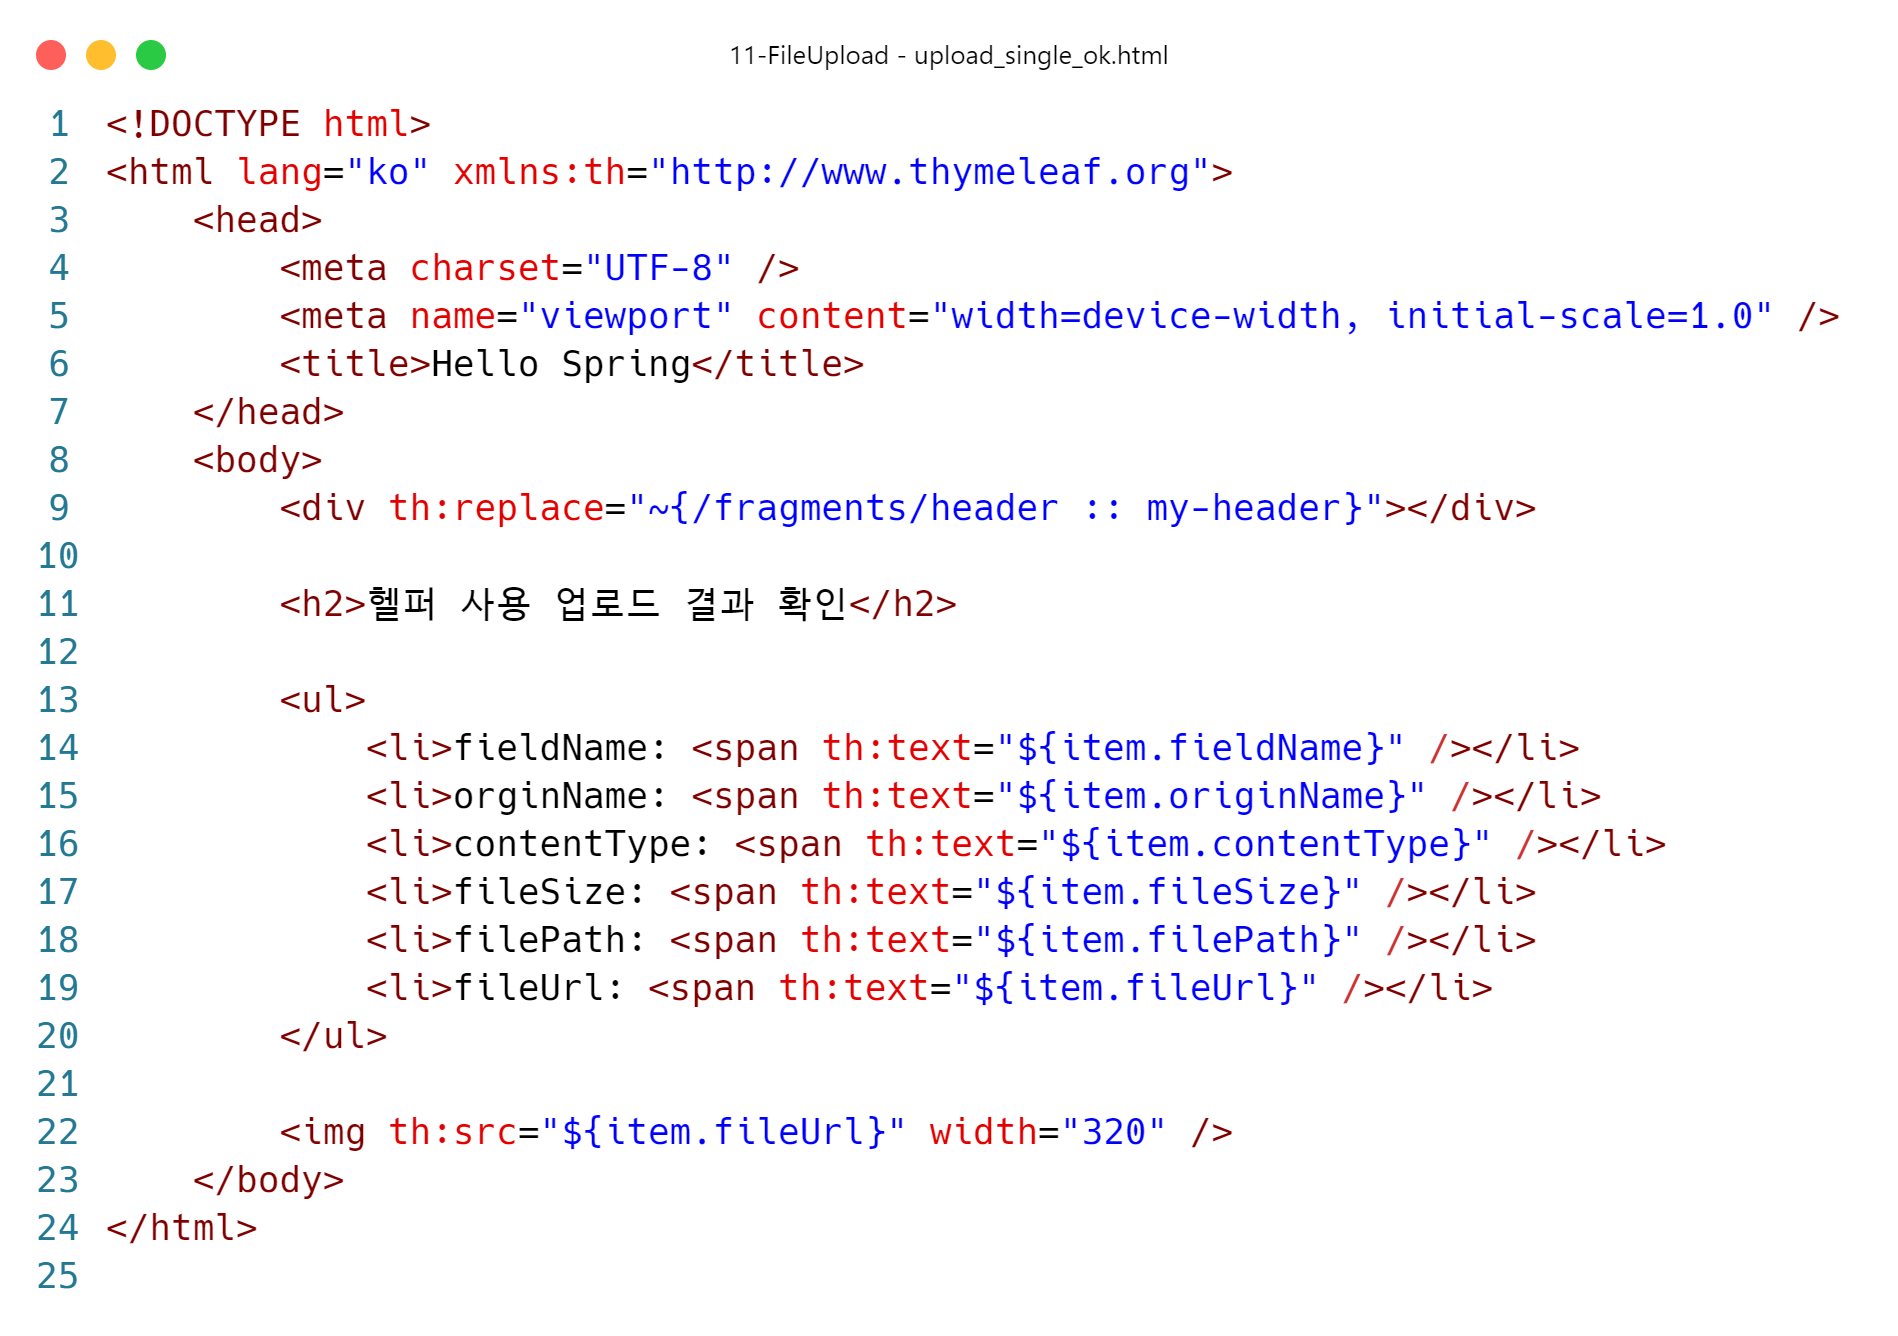 11-FileUpload - upload_single_ok.html
1 <!DOCTYPE html>
2 <html lang="ko" xmlns:th="http://www.thymeleaf.org">
3     <head>
4         <meta charset="UTF-8" />
5         <meta name="viewport" content="width=device-width, initial-scale=1.0" />
6         <title>Hello Spring</title>
7     </head>
8     <body>
9         <div th:replace="~{/fragments/header :: my-header}"></div>
10
11         <h2>헬퍼 사용 업로드 결과 확인</h2>
12
13         <ul>
14             <li>fieldName: <span th:text="${item.fieldName}" /></li>
15             <li>orginName: <span th:text="${item.originName}" /></li>
16             <li>contentType: <span th:text="${item.contentType}" /></li>
17             <li>fileSize: <span th:text="${item.fileSize}" /></li>
18             <li>filePath: <span th:text="${item.filePath}" /></li>
19             <li>fileUrl: <span th:text="${item.fileUrl}" /></li>
20         </ul>
21
22         <img th:src="${item.fileUrl}" width="320" />
23     </body>
24 </html>
25